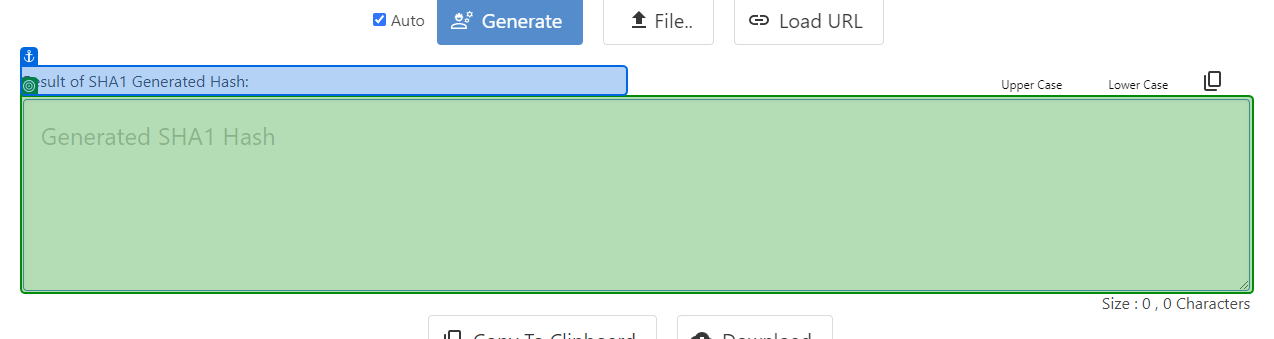 Auto Generate File.. Load URL
Result of SHA1 Generated Hash: Upper Case Lower Case
Generated SHA1 Hash
Size : 0 , 0 Characters
Copy To Clipboard Download